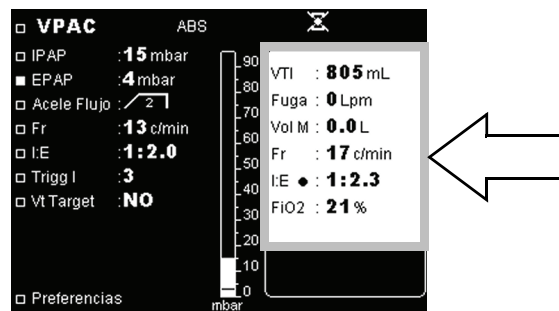 VPAC ABS
IPAP :15 mbar
EPAP :4 mbar
Acele Flujo : 2
Fr :13 c/min
I:E :1:2.0
Trigg I :3
Vt Target :NO
Preferencias
90
80
70
60
50
40
30
20
10
0
mbar
VTI : 805 mL
Fuga : 0 Lpm
Vol M : 0.0 L
Fr : 17 c/min
I:E ● : 1:2.3
FiO2 : 21 %